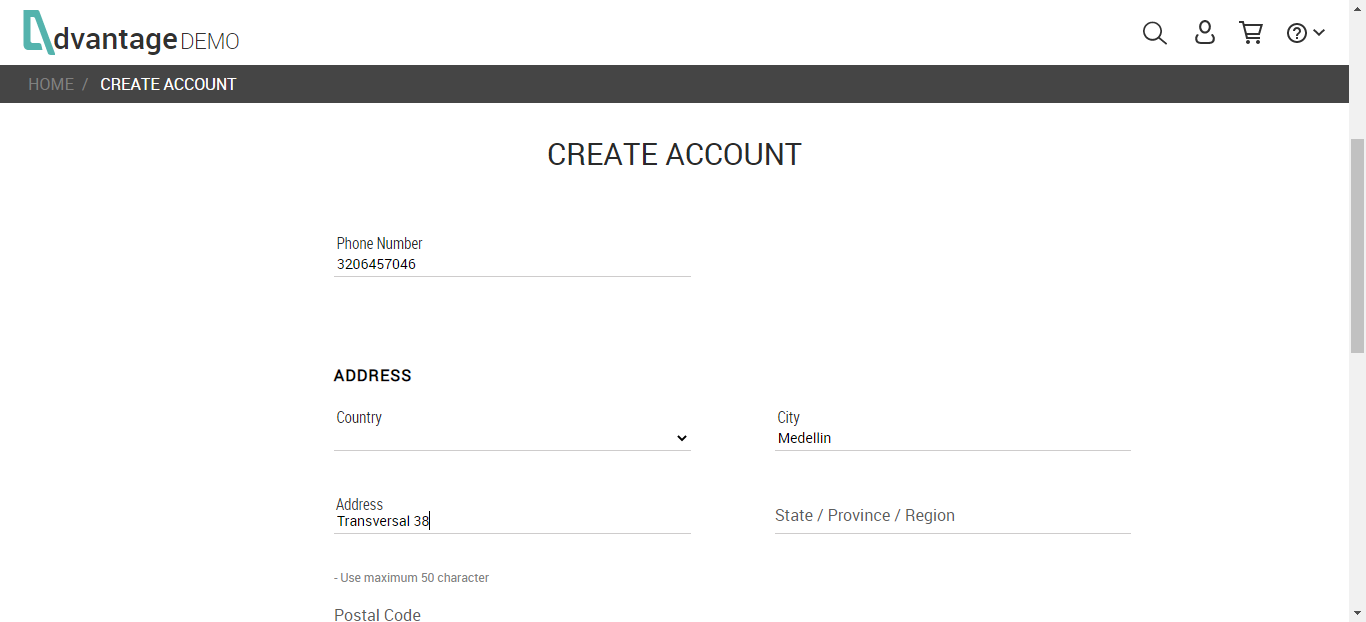 dvantage DEMO
HOME / CREATE ACCOUNT
CREATE ACCOUNT
Phone Number
3206457046
ADDRESS
Country
City
Medellin
Address
Transversal 38
State / Province / Region
- Use maximum 50 character
Postal Code